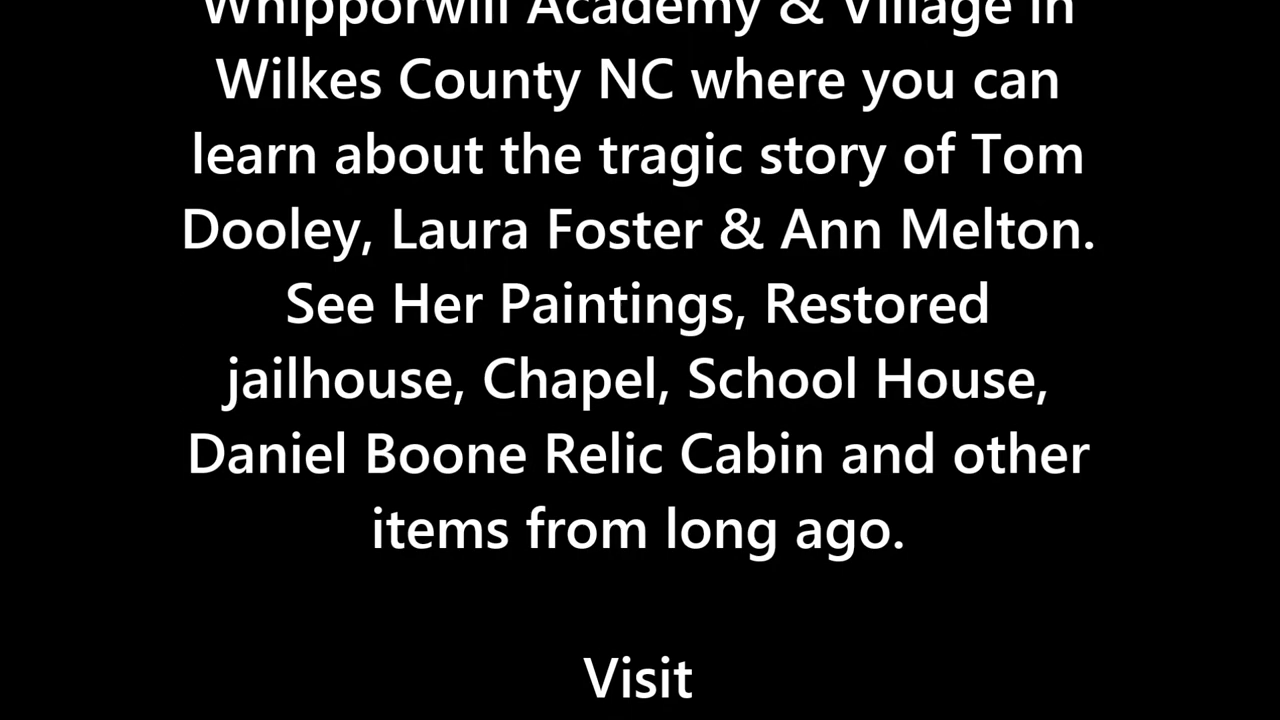 Whipporwill Academy & Village in
Wilkes County NC where you can
learn about the tragic story of Tom
Dooley, Laura Foster & Ann Melton.
See Her Paintings, Restored
jailhouse, Chapel, School House,
Daniel Boone Relic Cabin and other
items from long ago.
Visit